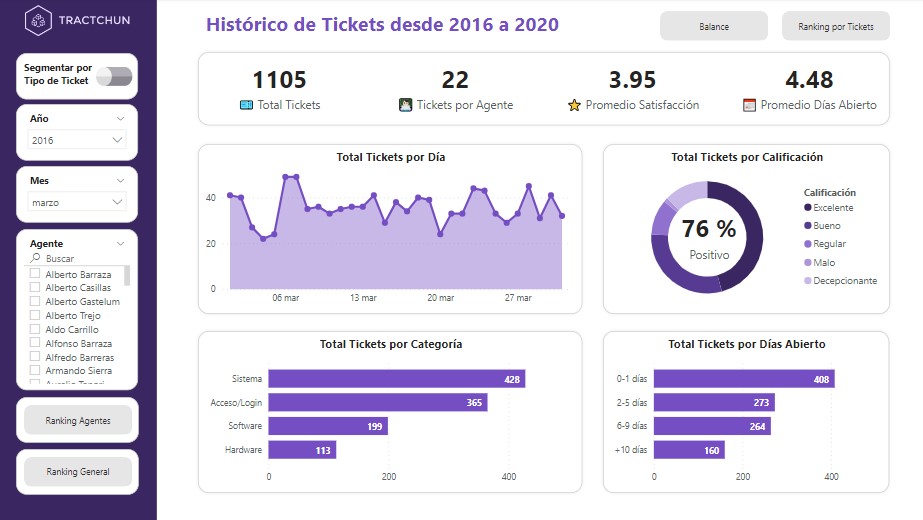 TRACTCHUN
Histórico de Tickets desde 2016 a 2020
Balance
Ranking por Tickets
Segmentar por
Tipo de Ticket
Año
2016
Mes
marzo
Agente
Buscar
Alberto Barraza
Alberto Casillas
Alberto Gastelum
Alberto Trejo
Aldo Carrillo
Alfonso Barraza
Alfredo Barreras
Armando Sierra
Ranking Agentes
Ranking General
1105
Total Tickets
22
Tickets por Agente
3.95
Promedio Satisfacción
4.48
Promedio Días Abierto
Total Tickets por Día
40
20
0
06 mar 13 mar 20 mar 27 mar
Total Tickets por Calificación
76 %
Positivo
Calificación
Excelente
Bueno
Regular
Malo
Decepcionante
Total Tickets por Categoría
Sistema 428
Acceso/Login 365
Software 199
Hardware 113
0 200 400
Total Tickets por Días Abierto
0-1 días 408
2-5 días 273
6-9 días 264
+10 días 160
0 200 400